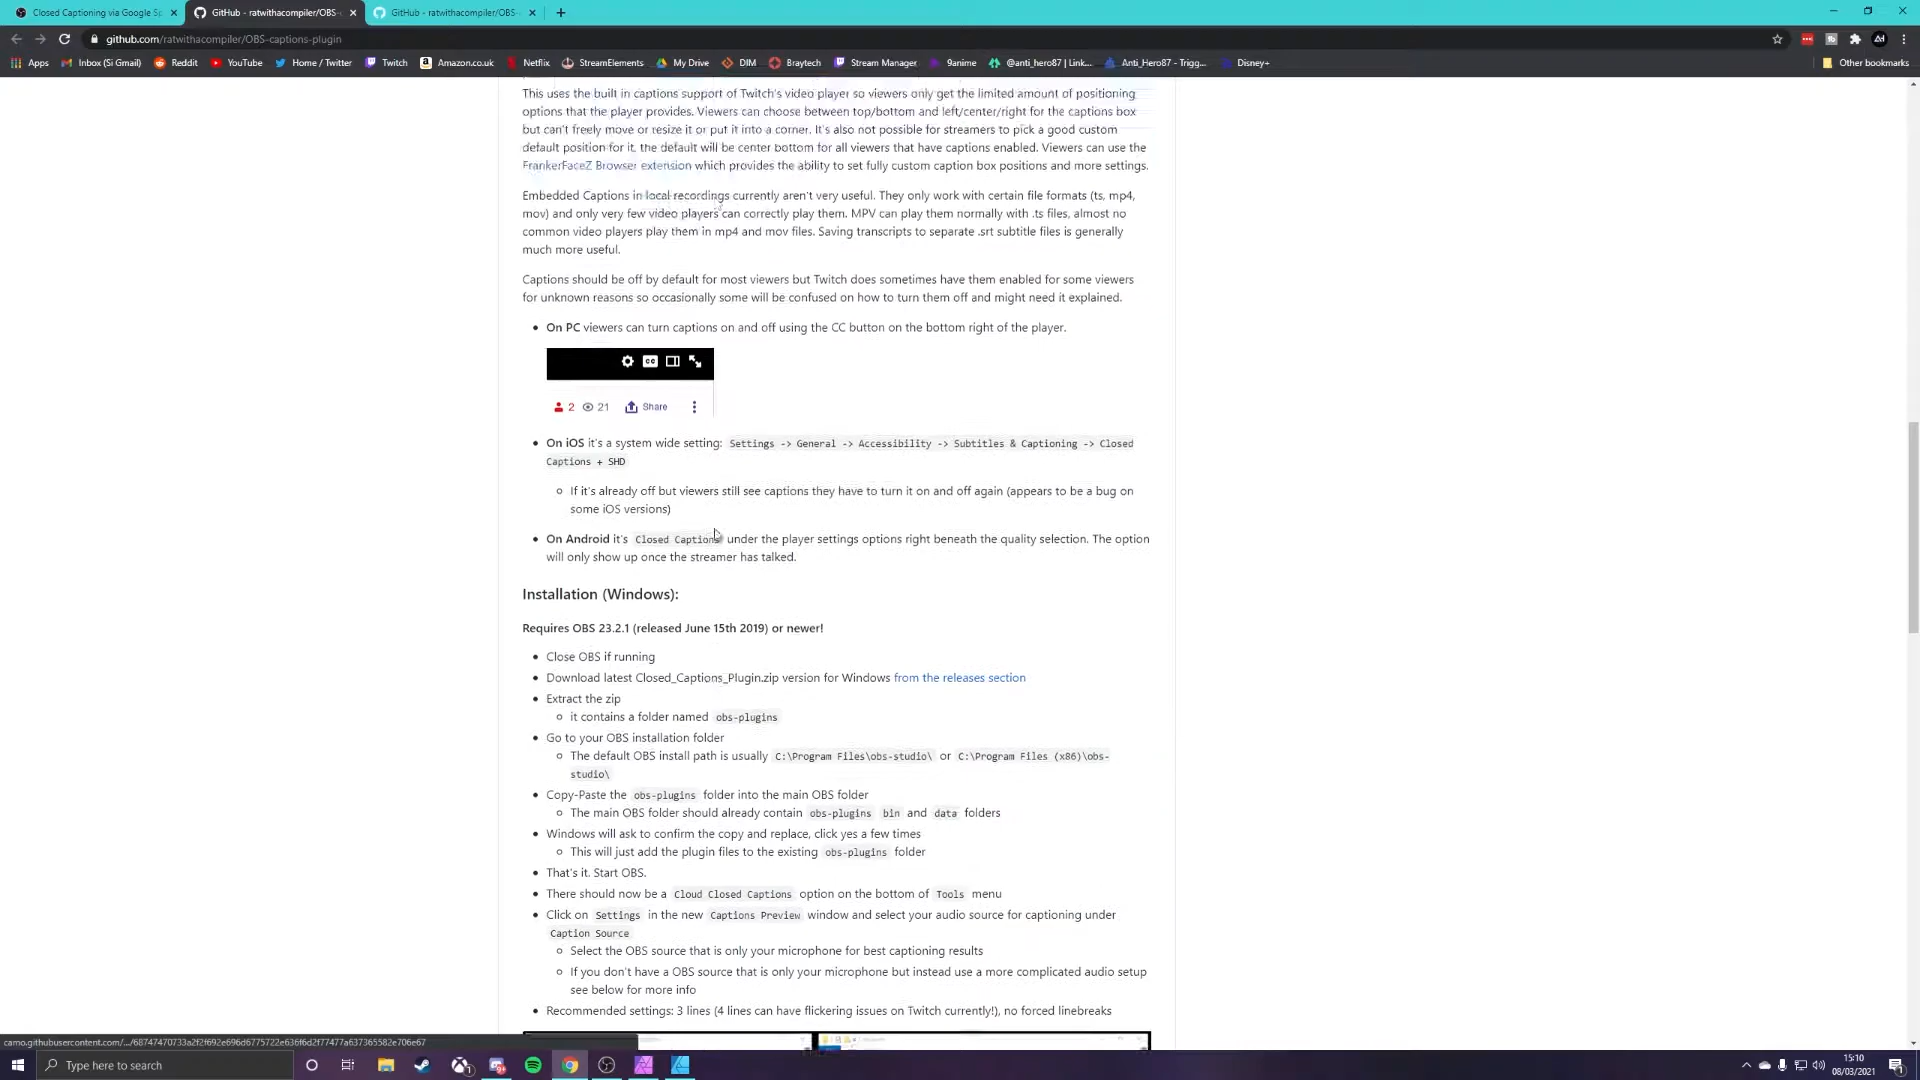 Closed Captioning via Google Sp
GitHub - ratwithacompiler/OBS-
GitHub - ratwithacompiler/OBS-
github.com/ratwithacompiler/OBS-captions-plugin
Apps Inbox (Si Gmail) Reddit YouTube Home / Twitter Twitch Amazon.co.uk Netflix StreamElements My Drive DIM Braytech Stream Manager 9anime @anti_hero87 | Link... Anti_Hero87 - Trigg... Disney+ Other bookmarks
This uses the built in captions support of Twitch's video player so viewers only get the limited amount of positioning
options that the player provides. Viewers can choose between top/bottom and left/center/right for the captions box
but can't freely move or resize it or put it into a corner. It's also not possible for streamers to pick a good custom
default position for it, the default will be center bottom for all viewers that have captions enabled. Viewers can use the
FrankerFaceZ Browser extension which provides the ability to set fully custom caption box positions and more settings.
Embedded Captions in local recordings currently aren't very useful. They only work with certain file formats (ts, mp4,
mov) and only very few video players can correctly play them. MPV can play them normally with .ts files, almost no
common video players play them in mp4 and mov files. Saving transcripts to separate .srt subtitle files is generally
much more useful.
Captions should be off by default for most viewers but Twitch does sometimes have them enabled for some viewers
for unknown reasons so occasionally some will be confused on how to turn them off and might need it explained.
On PC viewers can turn captions on and off using the CC button on the bottom right of the player.
CC
2 21 Share
On iOS it's a system wide setting: Settings -> General -> Accessibility -> Subtitles & Captioning -> Closed
Captions + SHD
If it's already off but viewers still see captions they have to turn it on and off again (appears to be a bug on
some iOS versions)
On Android it's Closed Captions under the player settings options right beneath the quality selection. The option
will only show up once the streamer has talked.
Installation (Windows):
Requires OBS 23.2.1 (released June 15th 2019) or newer!
Close OBS if running
Download latest Closed_Captions_Plugin.zip version for Windows from the releases section
Extract the zip
it contains a folder named obs-plugins
Go to your OBS installation folder
The default OBS install path is usually C:\Program Files\obs-studio\ or C:\Program Files (x86)\obs-
studio\
Copy-Paste the obs-plugins folder into the main OBS folder
The main OBS folder should already contain obs-plugins bin and data folders
Windows will ask to confirm the copy and replace, click yes a few times
This will just add the plugin files to the existing obs-plugins folder
That's it. Start OBS.
There should now be a Cloud Closed Captions option on the bottom of Tools menu
Click on Settings in the new Captions Preview window and select your audio source for captioning under
Caption Source
Select the OBS source that is only your microphone for best captioning results
If you don't have a OBS source that is only your microphone but instead use a more complicated audio setup
see below for more info
Recommended settings: 3 lines (4 lines can have flickering issues on Twitch currently!), no forced linebreaks
camo.githubusercontent.com/.../68747470733a2f2f692e696d6775722e636f6d2f77477a637365582e706e67
Type here to search
15:10
08/03/2021